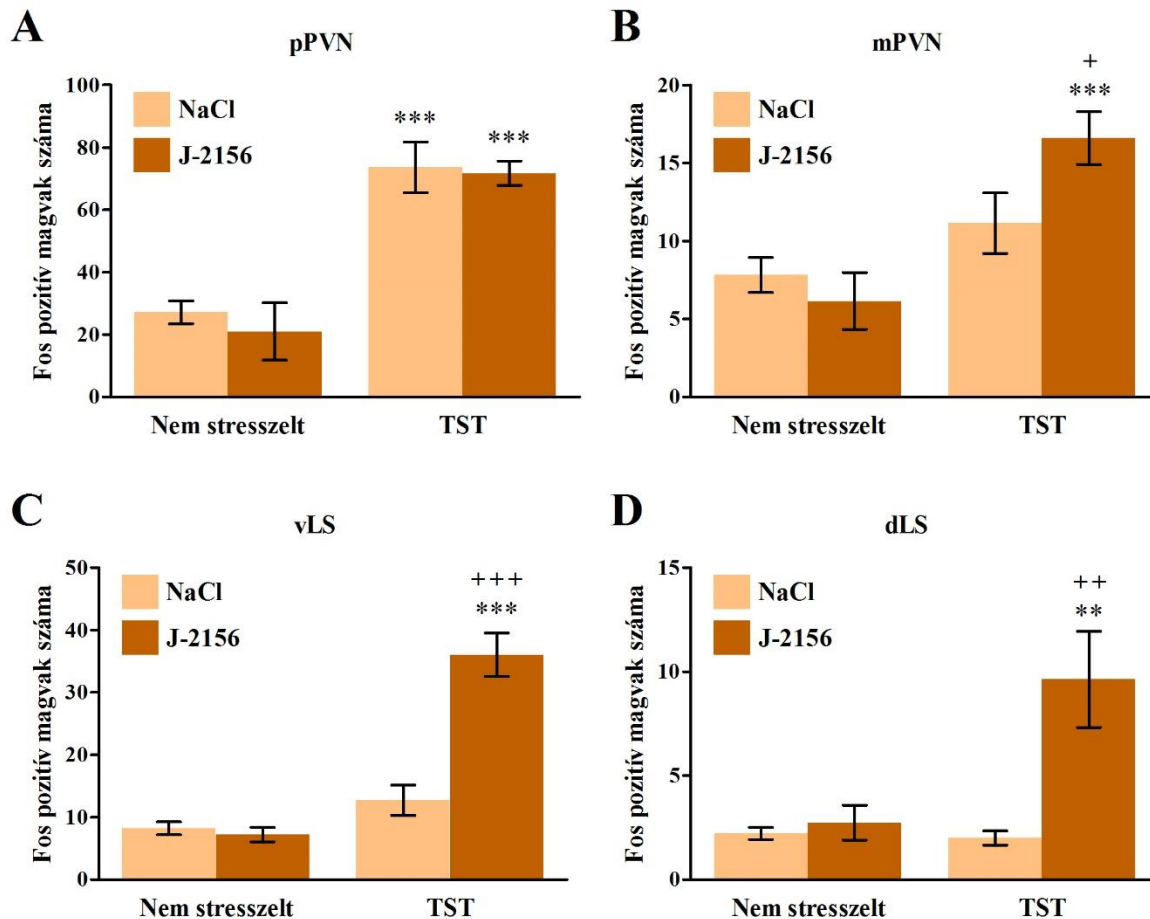 A
pPVN
Fos pozitív magvak száma
100
80
60
40
20
0
NaCl
J-2156
***
***
Nem stresszelt
TST
B
mPVN
Fos pozitív magvak száma
20
15
10
5
0
NaCl
J-2156
+
***
Nem stresszelt
TST
C
vLS
Fos pozitív magvak száma
50
40
30
20
10
0
NaCl
J-2156
+++
***
Nem stresszelt
TST
D
dLS
Fos pozitív magvak száma
15
10
5
0
NaCl
J-2156
++
**
Nem stresszelt
TST